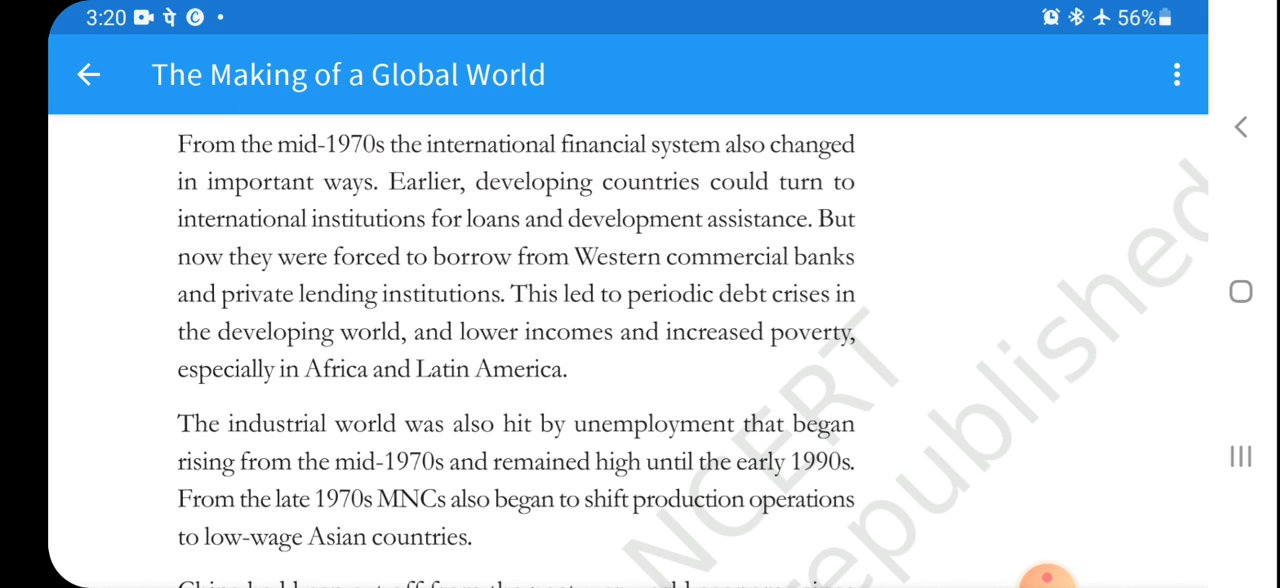 3:20
56%
The Making of a Global World
From the mid-1970s the international financial system also changed
in important ways. Earlier, developing countries could turn to
international institutions for loans and development assistance. But
now they were forced to borrow from Western commercial banks
and private lending institutions. This led to periodic debt crises in
the developing world, and lower incomes and increased poverty,
especially in Africa and Latin America.
The industrial world was also hit by unemployment that began
rising from the mid-1970s and remained high until the early 1990s.
From the late 1970s MNCs also began to shift production operations
to low-wage Asian countries.
NCERT
republished